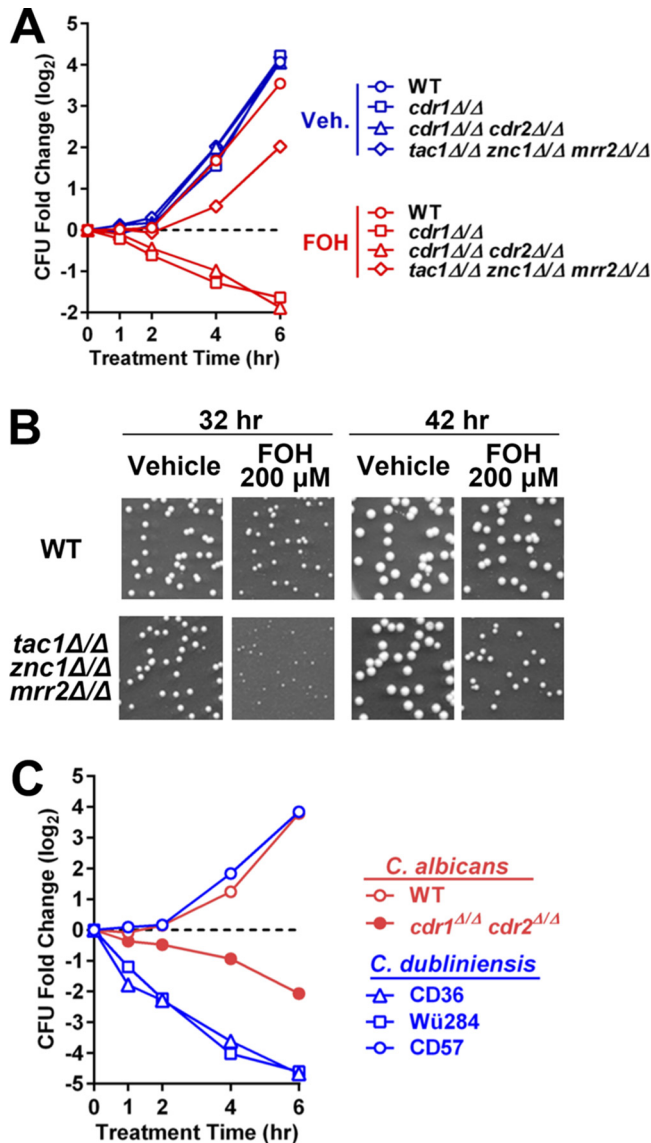 A
CFU Fold Change (log2)
5
4
3
2
1
0
-1
-2
0 1 2 4 6
Treatment Time (hr)
Veh.
WT
cdr1Δ/Δ
cdr1Δ/Δ cdr2Δ/Δ
tac1Δ/Δ znc1Δ/Δ mrr2Δ/Δ
FOH
WT
cdr1Δ/Δ
cdr1Δ/Δ cdr2Δ/Δ
tac1Δ/Δ znc1Δ/Δ mrr2Δ/Δ
B
32 hr 42 hr
Vehicle FOH 200 μM Vehicle FOH 200 μM
WT
tac1Δ/Δ
znc1Δ/Δ
mrr2Δ/Δ
C
CFU Fold Change (log2)
5
4
3
2
1
0
-1
-2
-3
-4
-5
0 1 2 4 6
Treatment Time (hr)
C. albicans
WT
cdr1Δ/Δ cdr2Δ/Δ
C. dubliniensis
CD36
Wü284
CD57